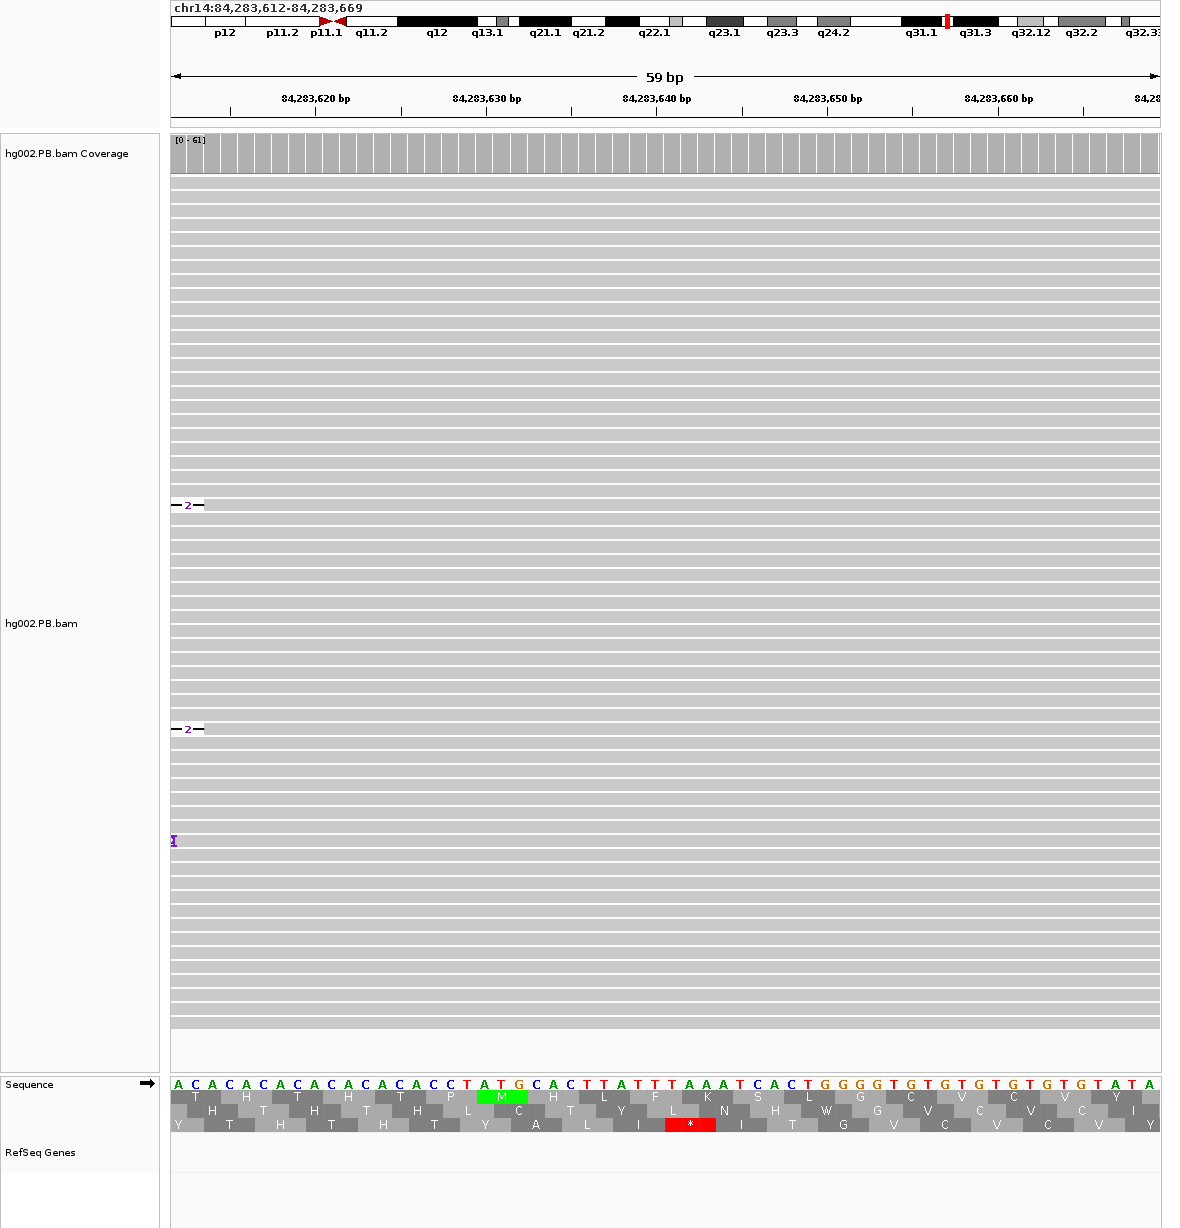 chr14:84,283,612-84,283,669
p12 p11.2 p11.1 q11.2 q12 q13.1 q21.1 q21.2 q22.1 q23.1 q23.3 q24.2 q31.1 q31.3 q32.12 q32.2 q32.33
59 bp
84,283,620 bp 84,283,630 bp 84,283,640 bp 84,283,650 bp 84,283,660 bp 84,28
[0 - 61]
hg002.PB.bam Coverage
2
hg002.PB.bam
2
Sequence
A C A C A C A C A C A C A C A C C T A T G C A C T T A T T T A A A T C A C T G G G G T G T G T G T G T G T G T A T A
T H T H T P M H L F K S L G C V C V Y
H T H T H L C T Y L N H W G V C V C I
Y T H T H T Y A L I * I T G V C V C V Y
RefSeq Genes